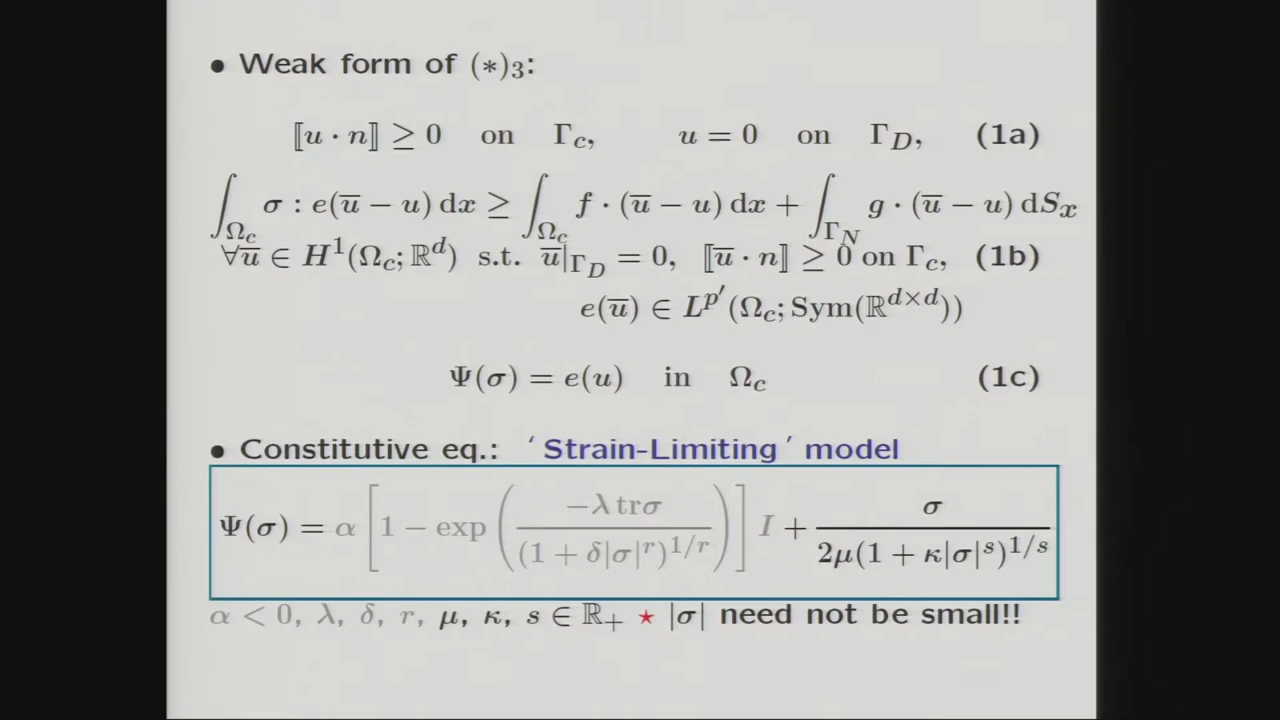 • Weak form of (∗)₃:
⟦u · n⟧ ≥ 0 on Γ_c, u = 0 on Γ_D, (1a)
∫_{Ω_c} σ : e(u̅ − u) dx ≥ ∫_{Ω_c} f · (u̅ − u) dx + ∫_{Γ_N} g · (u̅ − u) dS_x
∀u̅ ∈ H¹(Ω_c; ℝ^d) s.t. u̅|_{Γ_D} = 0, ⟦u̅ · n⟧ ≥ 0 on Γ_c, (1b)
e(u̅) ∈ L^{p′}(Ω_c; Sym(ℝ^{d×d}))
Ψ(σ) = e(u) in Ω_c (1c)
• Constitutive eq.: ‘Strain-Limiting’ model
Ψ(σ) = α [1 − exp (−λ trσ / (1 + δ|σ|^r)^{1/r})] I + σ / 2μ(1 + κ|σ|^s)^{1/s}
α < 0, λ, δ, r, μ, κ, s ∈ ℝ₊ ⋆ |σ| need not be small!!